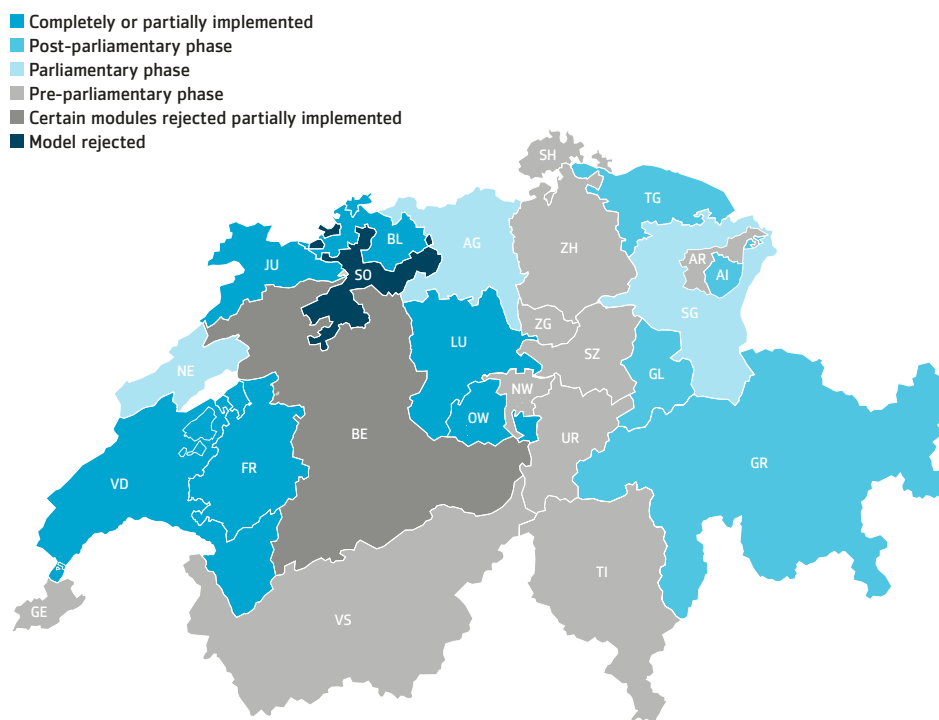 Completely or partially implemented
Post-parliamentary phase
Parliamentary phase
Pre-parliamentary phase
Certain modules rejected partially implemented
Model rejected
SH
TG
BL
AG
ZH
JU
SO
AR
AI
SG
ZG
LU
SZ
NE
GL
NW
OW
BE
UR
GR
FR
VD
TI
GE
VS